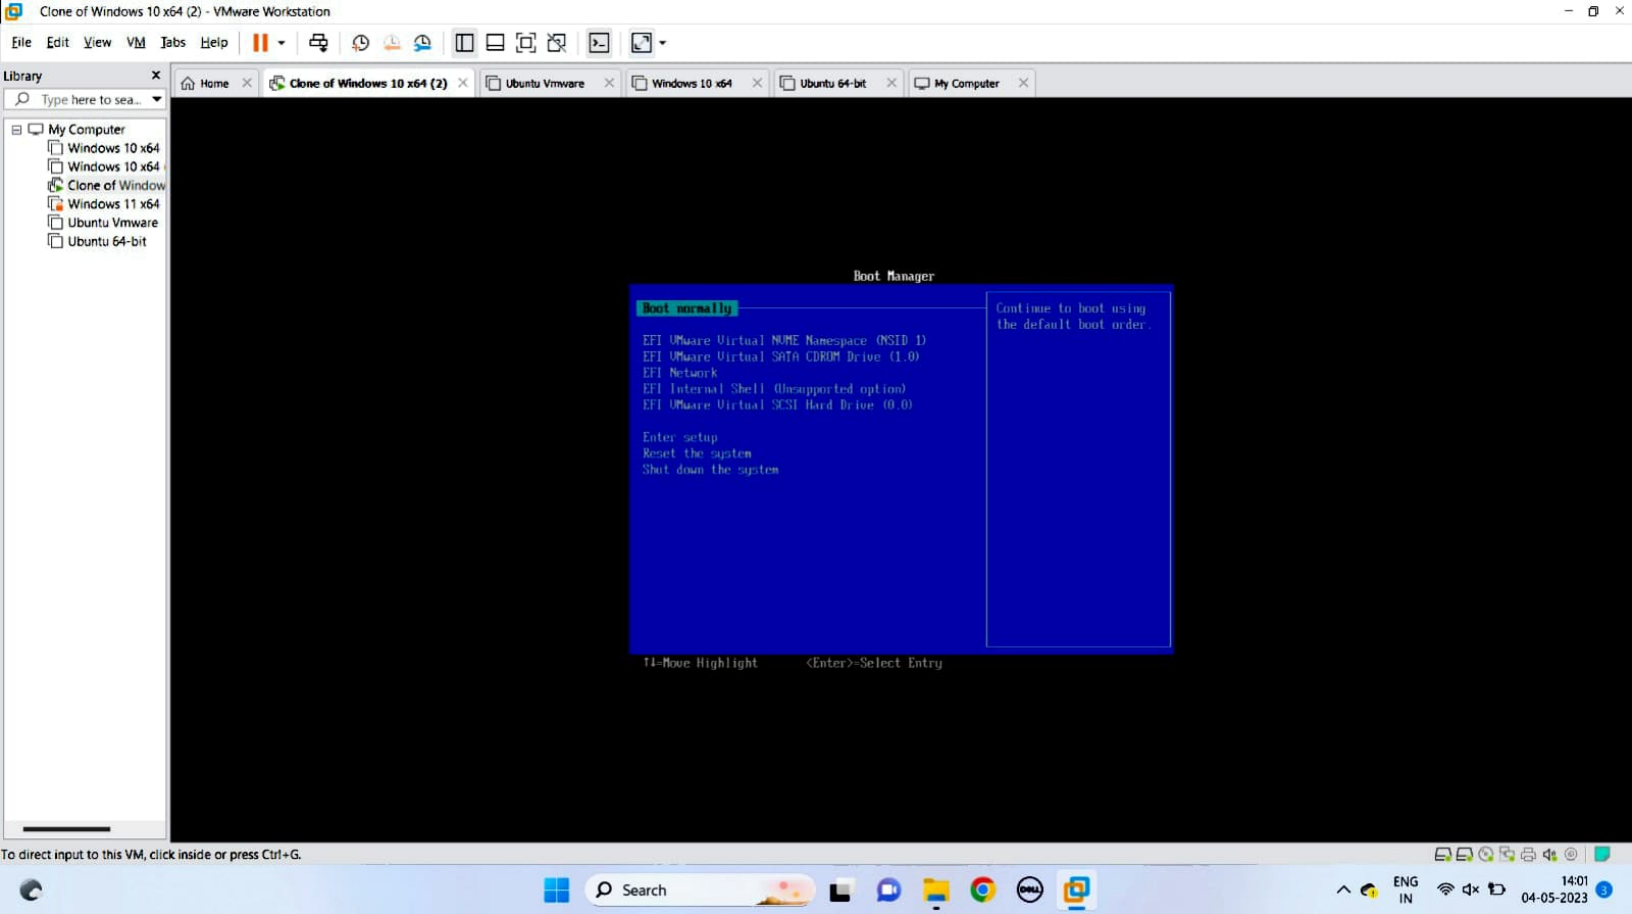 Clone of Windows 10 x64 (2) - VMware Workstation
File Edit View VM Tabs Help
Library
Type here to sea...
Home
Clone of Windows 10 x64 (2)
Ubuntu Vmware
Windows 10 x64
Ubuntu 64-bit
My Computer
My Computer
Windows 10 x64
Windows 10 x64
Clone of Window
Windows 11 x64
Ubuntu Vmware
Ubuntu 64-bit
Boot Manager
Boot normally
EFI VMware Virtual NVME Namespace (NSID 1)
EFI VMware Virtual SATA CDROM Drive (1.0)
EFI Network
EFI Internal Shell (Unsupported option)
EFI VMware Virtual SCSI Hard Drive (0.0)
Enter setup
Reset the system
Shut down the system
Continue to boot using
the default boot order.
↑↓=Move Highlight <Enter>=Select Entry
To direct input to this VM, click inside or press Ctrl+G.
Search
DELL
ENG
IN
14:01
04-05-2023
3